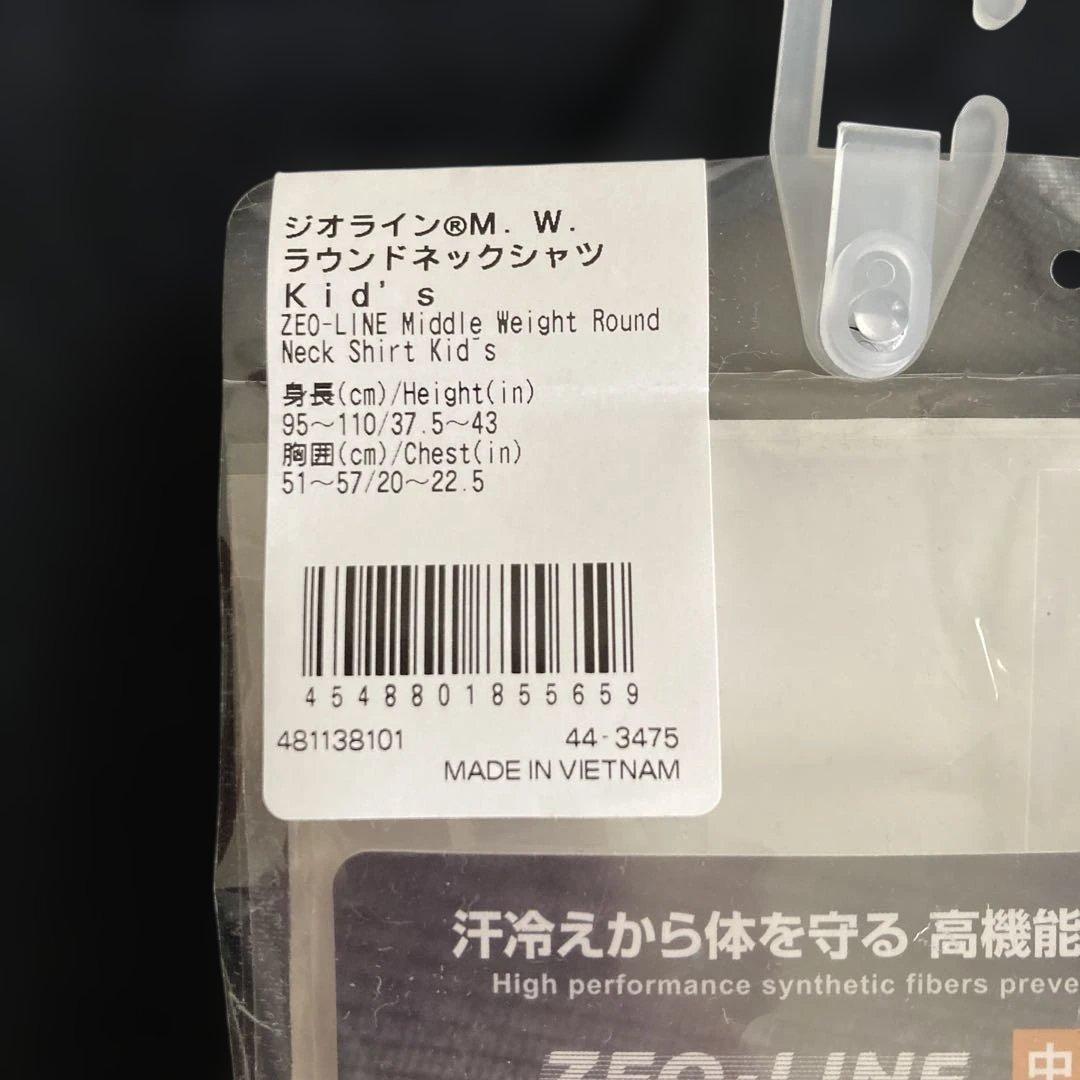 ジオライン®M. W.
ラウンドネックシャツ
Kid's
ZEO-LINE Middle Weight Round
Neck Shirt Kid's
身長(cm)/Height(in)
95～110/37.5～43
胸囲(cm)/Chest(in)
51～57/20～22.5
4548801855659
481138101 44-3475
MADE IN VIETNAM
汗冷えから体を守る 高機能
High performance synthetic fibers preve
ZEO-LINE 中